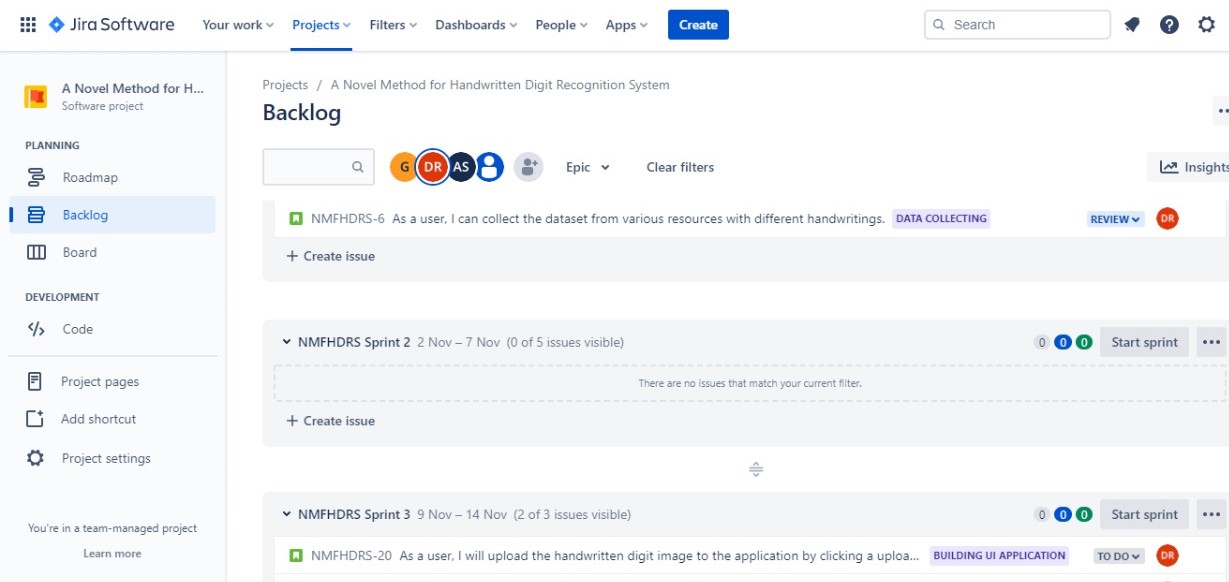 Jira Software Your work Projects Filters Dashboards People Apps Create Search
A Novel Method for H...
Software project
PLANNING
Roadmap
Backlog
Board
DEVELOPMENT
Code
Project pages
Add shortcut
Project settings
You're in a team-managed project
Learn more
Projects / A Novel Method for Handwritten Digit Recognition System
Backlog
G DR AS Epic Clear filters Insights
NMFHDRS-6 As a user, I can collect the dataset from various resources with different handwritings. DATA COLLECTING REVIEW DR
+ Create issue
NMFHDRS Sprint 2 2 Nov – 7 Nov (0 of 5 issues visible) 0 0 0 Start sprint
There are no issues that match your current filter.
+ Create issue
NMFHDRS Sprint 3 9 Nov – 14 Nov (2 of 3 issues visible) 0 0 0 Start sprint
NMFHDRS-20 As a user, I will upload the handwritten digit image to the application by clicking a uploa... BUILDING UI APPLICATION TO DO DR